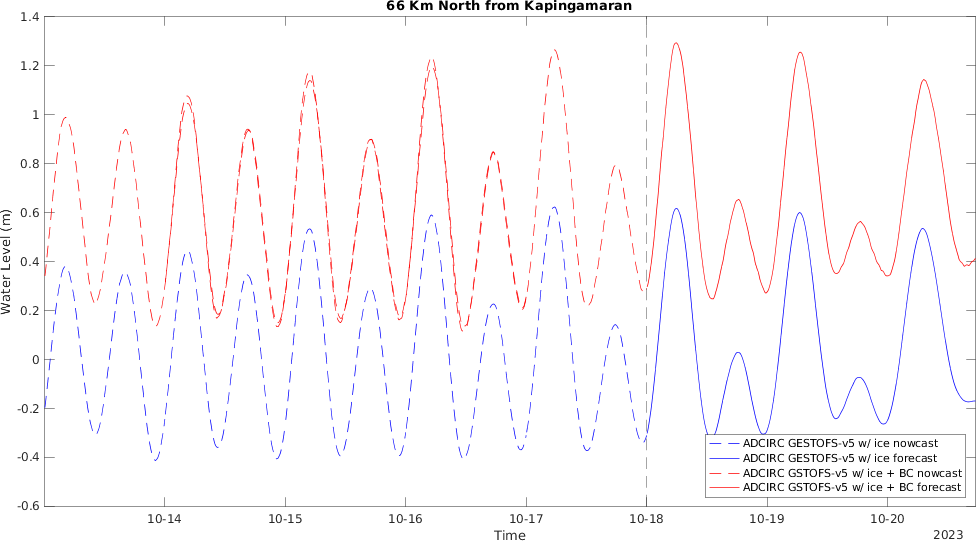 66 Km North from Kapingamaran
1.4
1.2
1
0.8
0.6
0.4
0.2
0
-0.2
-0.4
-0.6
Water Level (m)
ADCIRC GESTOFS-v5 w/ ice nowcast
ADCIRC GESTOFS-v5 w/ ice forecast
ADCIRC GSTOFS-v5 w/ ice + BC nowcast
ADCIRC GSTOFS-v5 w/ ice + BC forecast
10-14 10-15 10-16 10-17 10-18 10-19 10-20
Time
2023